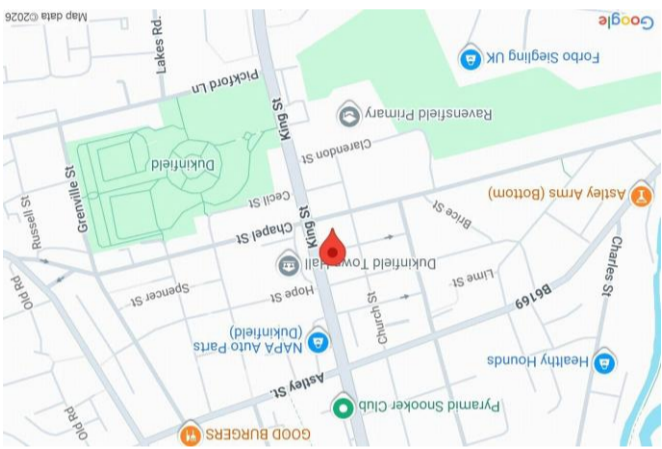 GOOD BURGERS
Pyramid Snooker Club
Old Rd
Astley St.
Healthy Hounds
NAPA Auto Parts
(Dukinfield)
Church St
Charles St
B6169
Hope St
Spencer St
Lime St
Old Rd
Dukinfield Town Hall
King St
Chapel St
Brice St
Russell St
Astley Arms (Bottom)
Cecil St
Grenville St
Dukinfield
Clarendon St
Ravensfield Primary
King St
Pickford Ln
Lakes Rd.
Forbo Siegling UK
Google
Map data ©2026